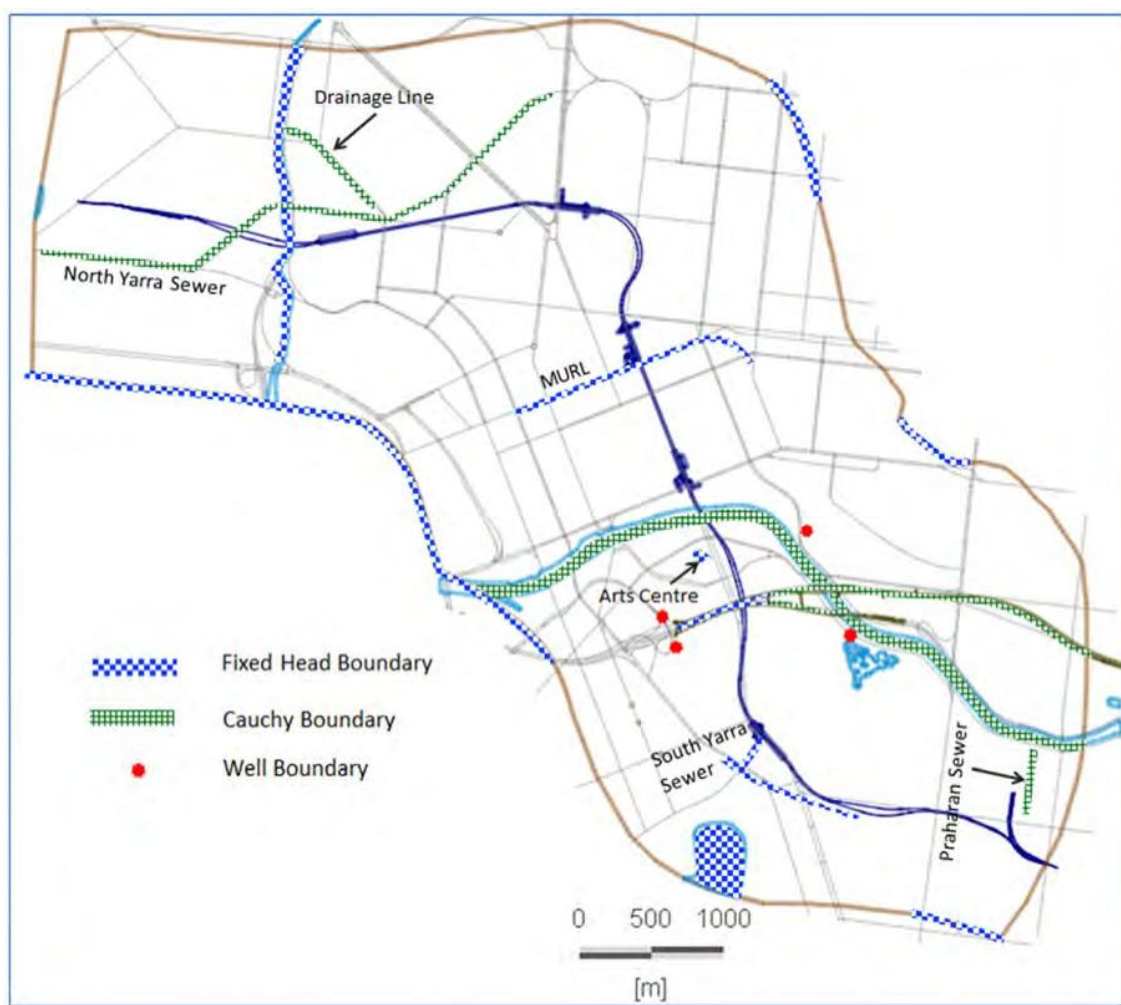 Drainage Line
North Yarra Sewer
MURL
Arts Centre
Fixed Head Boundary
Cauchy Boundary
Well Boundary
South Yarra
Sewer
Praharan Sewer
0 500 1000
[m]